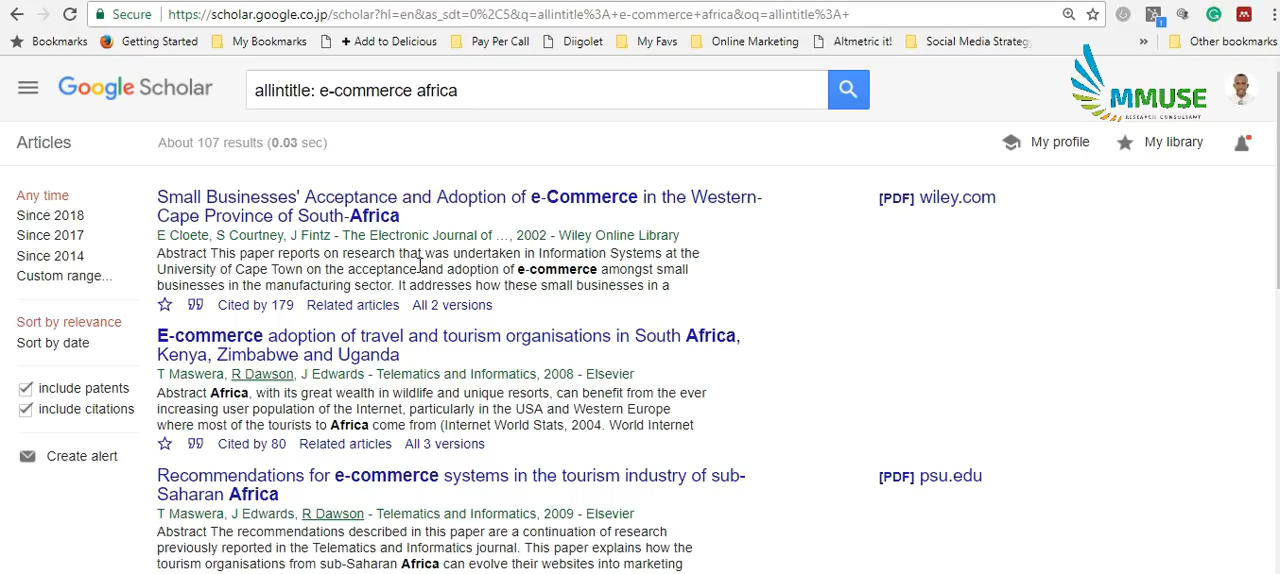 Secure https://scholar.google.co.jp/scholar?hl=en&as_sdt=0%2C5&q=allintitle%3A+e-commerce+africa&oq=allintitle%3A+
Bookmarks Getting Started My Bookmarks + Add to Delicious Pay Per Call Diigolet My Favs Online Marketing Altmetric it! Social Media Strateg » Other bookmarks
Google Scholar allintitle: e-commerce africa
MMUSE
RESEARCH CONSULTANT
Articles About 107 results (0.03 sec) My profile My library
Any time
Since 2018
Since 2017
Since 2014
Custom range...
Sort by relevance
Sort by date
include patents
include citations
Create alert
Small Businesses' Acceptance and Adoption of e-Commerce in the Western-
Cape Province of South-Africa
E Cloete, S Courtney, J Fintz - The Electronic Journal of ..., 2002 - Wiley Online Library
Abstract This paper reports on research that was undertaken in Information Systems at the
University of Cape Town on the acceptance and adoption of e-commerce amongst small
businesses in the manufacturing sector. It addresses how these small businesses in a
Cited by 179 Related articles All 2 versions
[PDF] wiley.com
E-commerce adoption of travel and tourism organisations in South Africa,
Kenya, Zimbabwe and Uganda
T Maswera, R Dawson, J Edwards - Telematics and Informatics, 2008 - Elsevier
Abstract Africa, with its great wealth in wildlife and unique resorts, can benefit from the ever
increasing user population of the Internet, particularly in the USA and Western Europe
where most of the tourists to Africa come from (Internet World Stats, 2004. World Internet
Cited by 80 Related articles All 3 versions
Recommendations for e-commerce systems in the tourism industry of sub-
Saharan Africa
T Maswera, J Edwards, R Dawson - Telematics and Informatics, 2009 - Elsevier
Abstract The recommendations described in this paper are a continuation of research
previously reported in the Telematics and Informatics journal. This paper explains how the
tourism organisations from sub-Saharan Africa can evolve their websites into marketing
[PDF] psu.edu